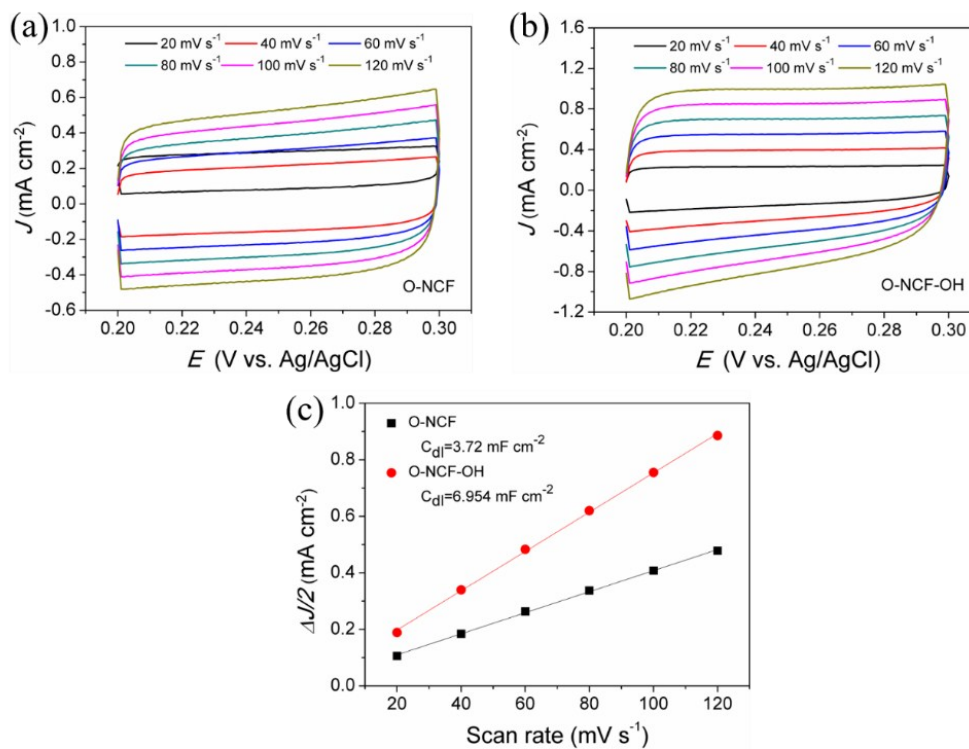 (a)
1.0
0.8
0.6
0.4
0.2
0.0
-0.2
-0.4
-0.6
J (mA cm⁻²)
20 mV s⁻¹ 40 mV s⁻¹ 60 mV s⁻¹
80 mV s⁻¹ 100 mV s⁻¹ 120 mV s⁻¹
O-NCF
0.20 0.22 0.24 0.26 0.28 0.30
E (V vs. Ag/AgCl)
(b)
1.6
1.2
0.8
0.4
0.0
-0.4
-0.8
-1.2
J (mA cm⁻²)
20 mV s⁻¹ 40 mV s⁻¹ 60 mV s⁻¹
80 mV s⁻¹ 100 mV s⁻¹ 120 mV s⁻¹
O-NCF-OH
0.20 0.22 0.24 0.26 0.28 0.30
E (V vs. Ag/AgCl)
(c)
1.0
0.8
0.6
0.4
0.2
0.0
ΔJ/2 (mA cm⁻²)
O-NCF
Cdl=3.72 mF cm⁻²
O-NCF-OH
Cdl=6.954 mF cm⁻²
20 40 60 80 100 120
Scan rate (mV s⁻¹)